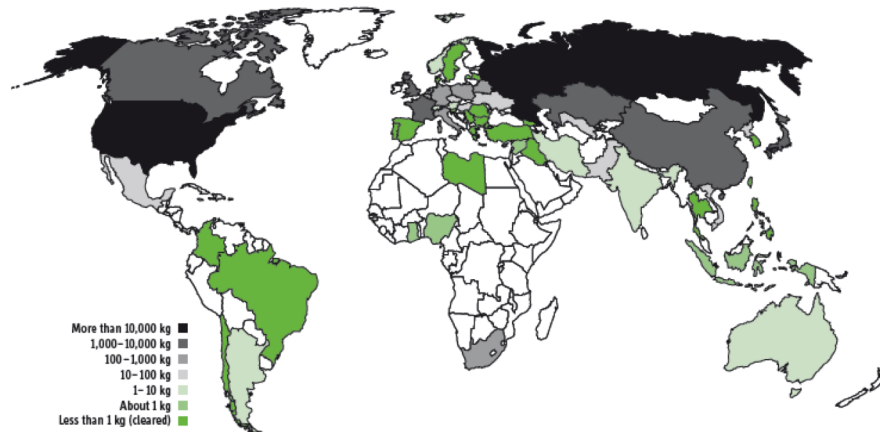 More than 10,000 kg
1,000–10,000 kg
100–1,000 kg
10–100 kg
1–10 kg
About 1 kg
Less than 1 kg (cleared)